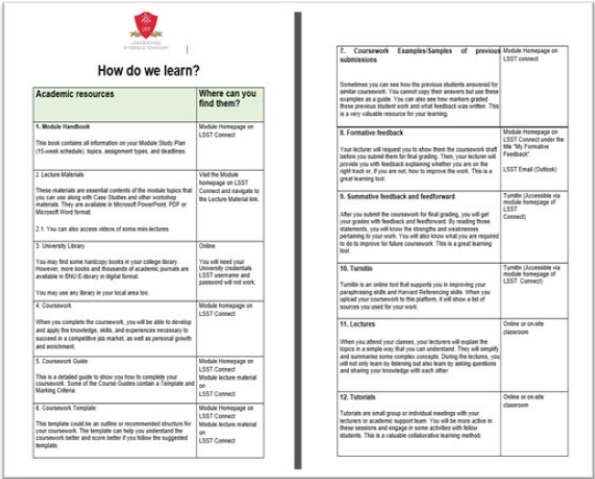 LSST
LONDON SCHOOL
OF SCIENCE & TECHNOLOGY
How do we learn?
Academic resources
Where can you
find them?
1. Module Handbook
This book contains all information on your Module Study Plan
(15-week schedule), topics, assignment types, and deadlines.
Module Homepage on
LSST Connect
2. Lecture Materials
These materials are essential contents of the module topics that
you can use along with Case Studies and other workshop
materials. They are available in Microsoft PowerPoint, PDF or
Microsoft Word format.
2.1. You can also access videos of some mini-lectures.
Visit the Module
homepage on LSST
Connect and navigate to
the Lecture Material link.
3. University Library
You may find some hardcopy books in your college library.
However, more books and thousands of academic journals are
available in BNU E-library in digital format.
You may use any library in your local area too.
Online
You will need your
University credentials.
LSST username and
password will not work.
4. Coursework
When you complete the coursework, you will be able to develop
and apply the knowledge, skills, and experiences necessary to
succeed in a competitive job market, as well as personal growth
and enrichment.
Module homepage on
LSST Connect
5. Coursework Guide
This is a detailed guide to show you how to complete your
coursework. Some of the Course Guides contain a Template and
Marking Criteria.
Module Homepage on
LSST Connect
Module lecture material
on
LSST Connect
6. Coursework Template
This template could be an outline or recommended structure for
your coursework. The template can help you understand the
coursework better and score better if you follow the suggested
template.
Module Homepage on
LSST Connect
Module lecture material
on
LSST Connect
7. Coursework Examples/Samples of previous
submissions
Sometimes you can see how the previous students answered for
similar coursework. You cannot copy their answers but use these
examples as a guide. You can also see how markers graded
those previous student work and what feedback was written. This
is a very valuable resource for your learning.
Module Homepage on
LSST connect
8. Formative feedback
Your lecturer will request you to show them the coursework draft
before you submit them for final grading. Then, your lecturer will
provide you with feedback explaining whether you are on the
right track or, if you are not, how to improve the work. This is a
great learning tool.
Module Homepage on
LSST Connect under the
title "My Formative
Feedback".
LSST Email (Outlook)
9. Summative feedback and feedforward
After you submit the coursework for final grading, you will get
your grades with feedback and feedforward. By reading those
statements, you will know the strengths and weaknesses
pertaining to your work. You will also know what you are required
to do to improve for future coursework. This is a great learning
tool.
Turnitin (Accessible via
module homepage of
LSST
Connect)
10. Turnitin
Turnitin is an online tool that supports you in improving your
paraphrasing skills and Harvard Referencing skills. When you
upload your coursework to this platform, it will show a list of
sources you used for your work.
Turnitin (Accessible via
module homepage of
LSST Connect)
11. Lectures
When you attend your classes, your lecturers will explain the
topics in a simple way that you can understand. They will simplify
and summarise some complex concepts. During the lectures, you
will not only learn by listening but also learn by asking questions
and sharing your knowledge with each other.
Online or on-site
classroom
12. Tutorials
Tutorials are small group or individual meetings with your
lecturers or academic support team. You will be more active in
these sessions and engage in some activities with fellow
students. This is a valuable collaborative learning method.
Online or on-site
classroom